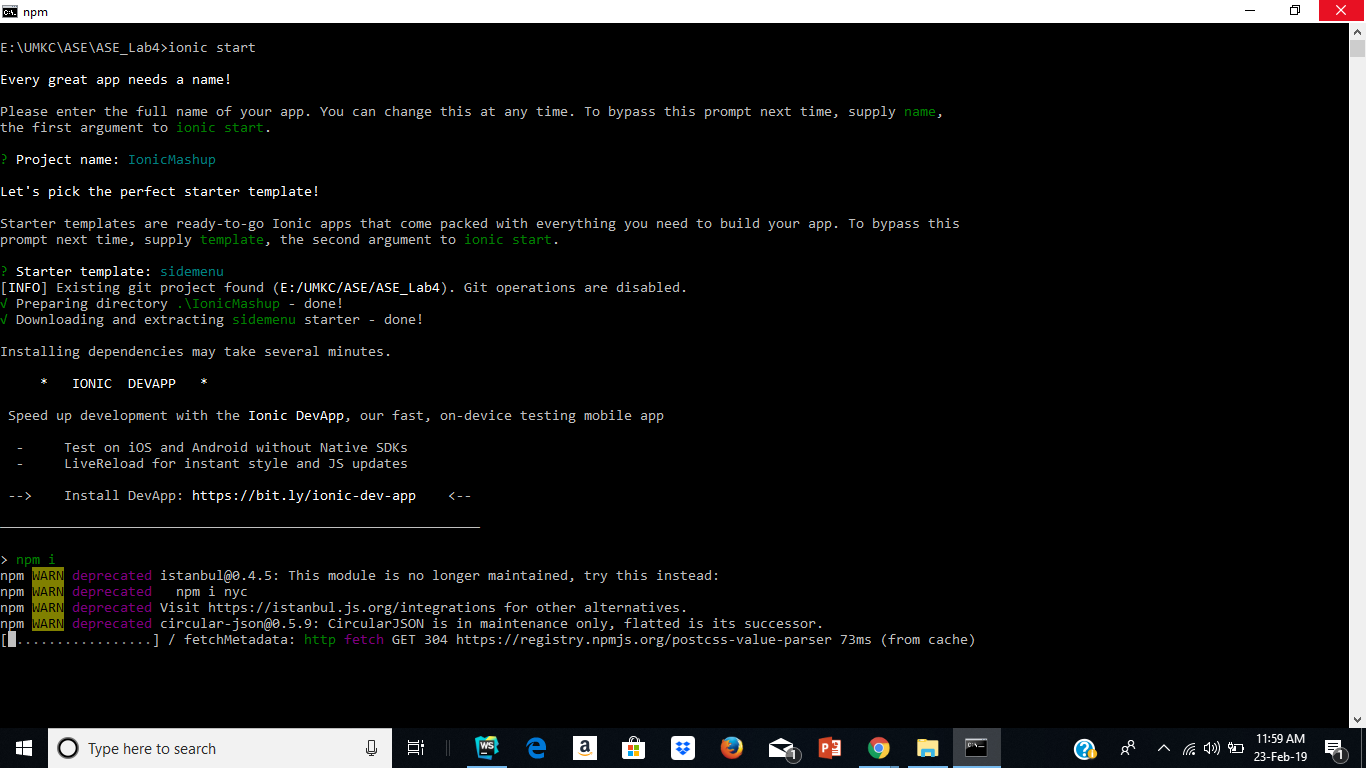 npm
E:\UMKC\ASE\ASE_Lab4>ionic start
Every great app needs a name!
Please enter the full name of your app. You can change this at any time. To bypass this prompt next time, supply name,
the first argument to ionic start.
? Project name: IonicMashup
Let's pick the perfect starter template!
Starter templates are ready-to-go Ionic apps that come packed with everything you need to build your app. To bypass this
prompt next time, supply template, the second argument to ionic start.
? Starter template: sidemenu
[INFO] Existing git project found (E:/UMKC/ASE/ASE_Lab4). Git operations are disabled.
√ Preparing directory .\IonicMashup - done!
√ Downloading and extracting sidemenu starter - done!
Installing dependencies may take several minutes.
* IONIC DEVAPP *
Speed up development with the Ionic DevApp, our fast, on-device testing mobile app
- Test on iOS and Android without Native SDKs
- LiveReload for instant style and JS updates
--> Install DevApp: https://bit.ly/ionic-dev-app <--
> npm i
npm WARN deprecated istanbul@0.4.5: This module is no longer maintained, try this instead:
npm WARN deprecated npm i nyc
npm WARN deprecated Visit https://istanbul.js.org/integrations for other alternatives.
npm WARN deprecated circular-json@0.5.9: CircularJSON is in maintenance only, flatted is its successor.
[.................] / fetchMetadata: http fetch GET 304 https://registry.npmjs.org/postcss-value-parser 73ms (from cache)
Type here to search
WS
a
1
11:59 AM
23-Feb-19
1